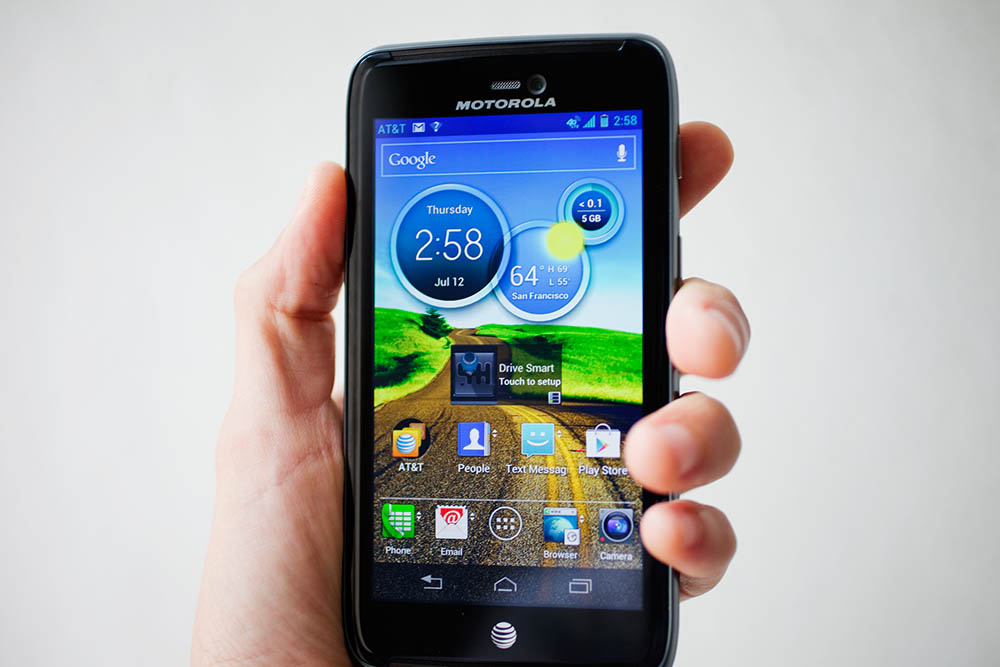 MOTOROLA
AT&T 2:58
Google
Thursday
2:58
Jul 12
< 0.1
5 GB
64° H 69°
L 55°
San Francisco
Drive Smart
Touch to setup
AT&T People Text Messag Play Store
Phone Email Browser Camera